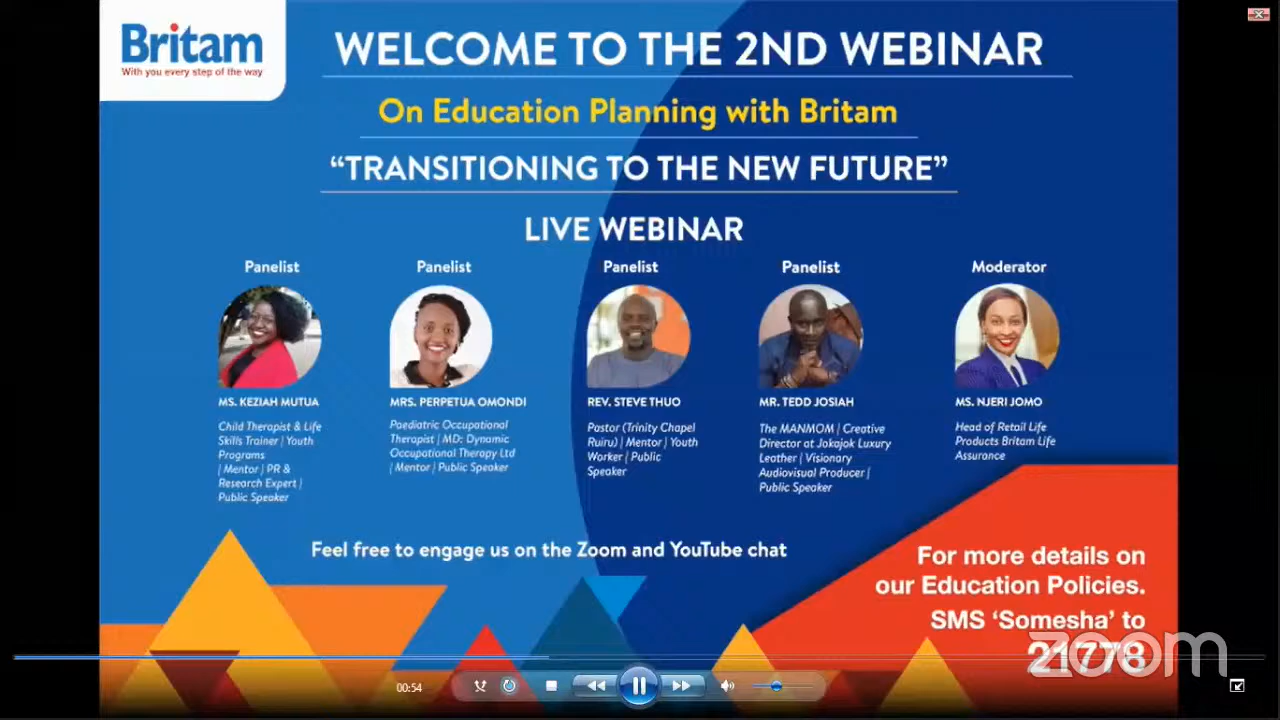 Britam
With you every step of the way
WELCOME TO THE 2ND WEBINAR
On Education Planning with Britam
“TRANSITIONING TO THE NEW FUTURE”
LIVE WEBINAR
Panelist
MS. KEZIAH MUTUA
Child Therapist & Life
Skills Trainer | Youth
Programs
| Mentor | PR &
Research Expert |
Public Speaker
Panelist
MRS. PERPETUA OMONDI
Paediatric Occupational
Therapist | MD: Dynamic
Occupational Therapy Ltd
| Mentor | Public Speaker
Panelist
REV. STEVE THUO
Pastor (Trinity Chapel
Ruiru) | Mentor | Youth
Worker | Public
Speaker
Panelist
MR. TEDD JOSIAH
The MANMOM | Creative
Director at Jokajok Luxury
Leather | Visionary
Audiovisual Producer |
Public Speaker
Moderator
MS. NJERI JOMO
Head of Retail Life
Products Britam Life
Assurance
Feel free to engage us on the Zoom and YouTube chat
For more details on
our Education Policies.
SMS ‘Somesha’ to
21778
zoom
00:54